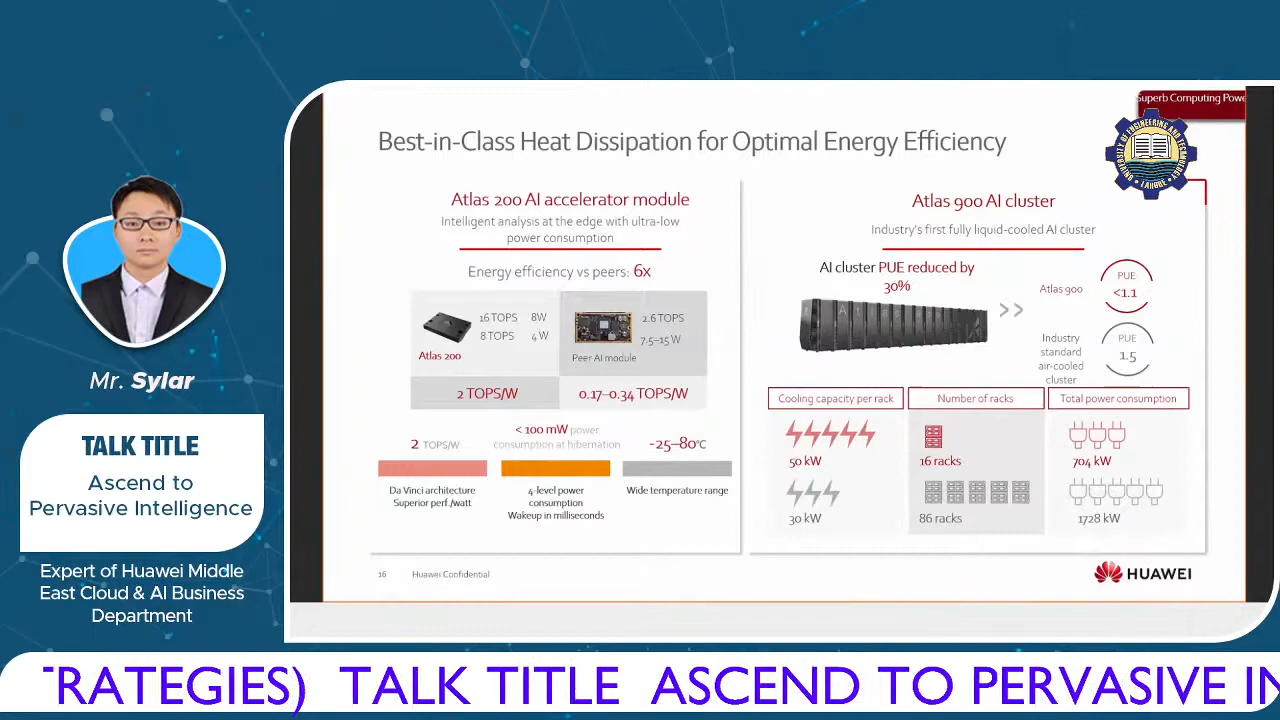 Superb Computing Powe
Best-in-Class Heat Dissipation for Optimal Energy Efficiency
UNIVERSITY OF ENGINEERING AND TECHNOLOGY
LAHORE
Atlas 200 AI accelerator module
Intelligent analysis at the edge with ultra-low
power consumption
Energy efficiency vs peers: 6x
16 TOPS 8W
8 TOPS 4 W
Atlas 200
2.6 TOPS
7.5–15 W
Peer AI module
2 TOPS/W
0.17–0.34 TOPS/W
2 TOPS/W
< 100 mW power
consumption at hibernation
-25–80℃
Da Vinci architecture
Superior perf./watt
4-level power
consumption
Wakeup in milliseconds
Wide temperature range
Atlas 900 AI cluster
Industry's first fully liquid-cooled AI cluster
AI cluster PUE reduced by
30%
Atlas 900
PUE
<1.1
Industry
standard
air-cooled
cluster
PUE
1.5
Cooling capacity per rack
Number of racks
Total power consumption
50 kW
16 racks
704 kW
30 kW
86 racks
1728 kW
16 Huawei Confidential
HUAWEI
Mr. Sylar
TALK TITLE
Ascend to
Pervasive Intelligence
Expert of Huawei Middle
East Cloud & AI Business
Department
TRATEGIES) TALK TITLE ASCEND TO PERVASIVE IN